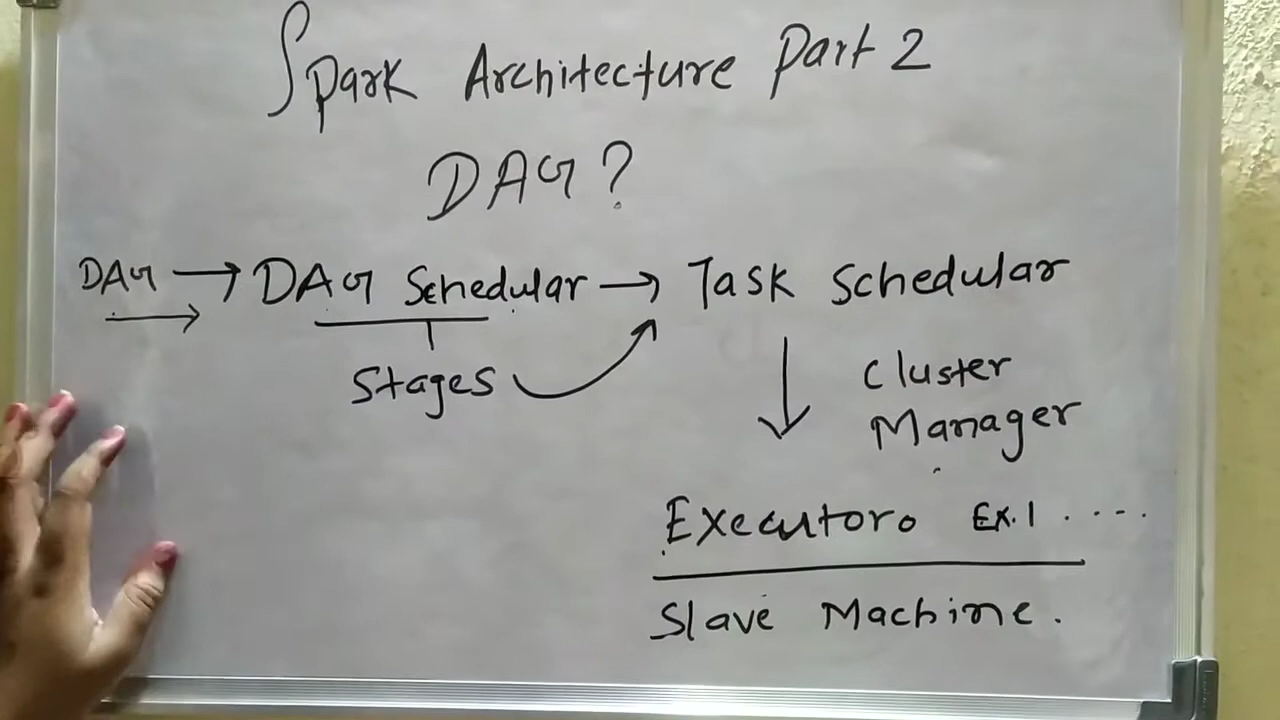 Spark Architecture Part 2
DAG?
DAG → DAG Schedular → Task Schedular
Stages
Cluster
Manager
Executoro Ex.1 . ....
Slave Machine.